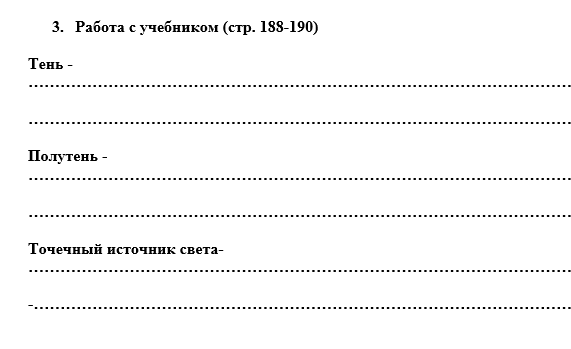 3. Работа с учебником (стр. 188-190)
Тень -
................................................................................................
................................................................................................
Полутень -
................................................................................................
................................................................................................
Точечный источник света-
................................................................................................
-...............................................................................................